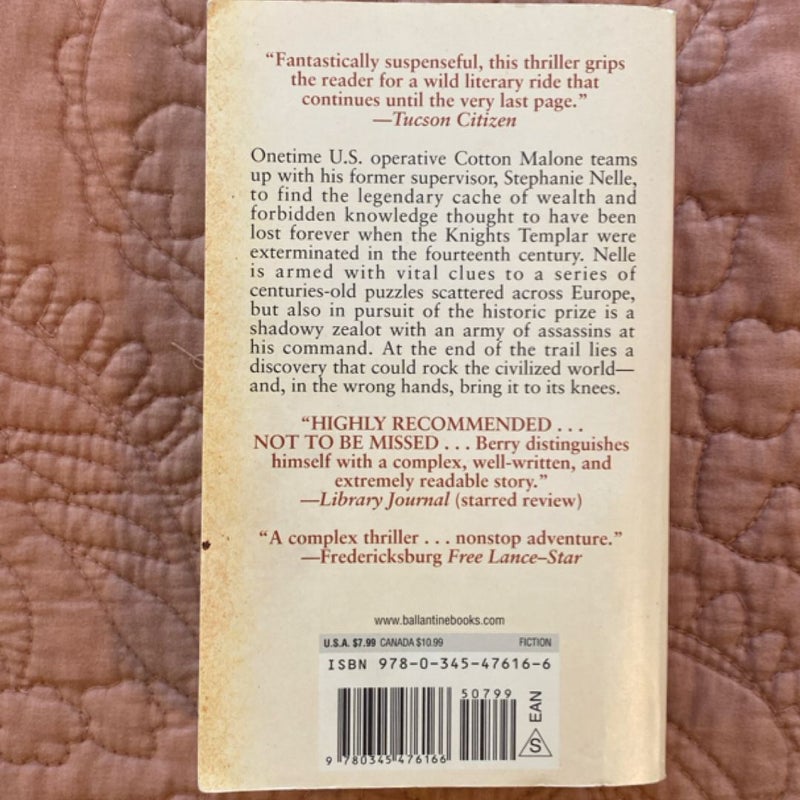 “Fantastically suspenseful, this thriller grips
the reader for a wild literary ride that
continues until the very last page.”
—Tucson Citizen
Onetime U.S. operative Cotton Malone teams
up with his former supervisor, Stephanie Nelle,
to find the legendary cache of wealth and
forbidden knowledge thought to have been
lost forever when the Knights Templar were
exterminated in the fourteenth century. Nelle
is armed with vital clues to a series of
centuries-old puzzles scattered across Europe,
but also in pursuit of the historic prize is a
shadowy zealot with an army of assassins at
his command. At the end of the trail lies a
discovery that could rock the civilized world—
and, in the wrong hands, bring it to its knees.
“HIGHLY RECOMMENDED . . .
NOT TO BE MISSED . . . Berry distinguishes
himself with a complex, well-written, and
extremely readable story.”
—Library Journal (starred review)
“A complex thriller . . . nonstop adventure.”
—Fredericksburg Free Lance–Star
www.ballantinebooks.com
U.S.A. $7.99 CANADA $10.99 FICTION
ISBN 978-0-345-47616-6
50799
EAN
S
9 780345 476166